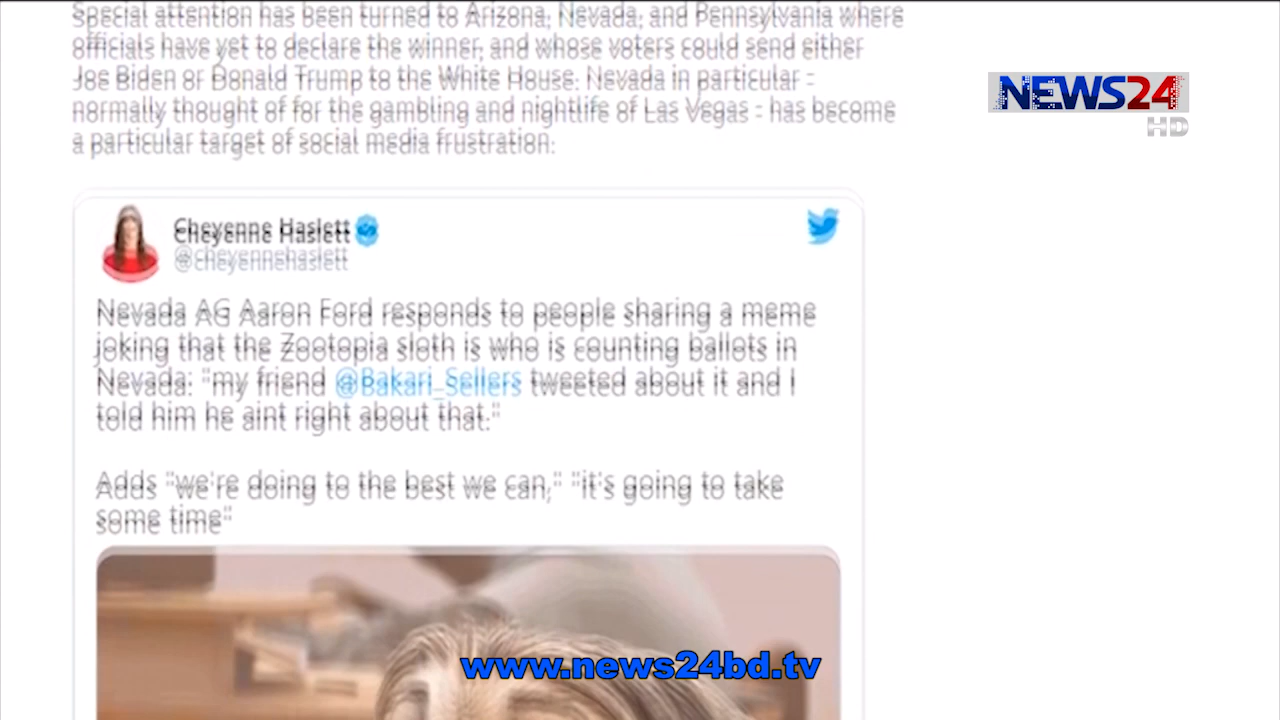 Special attention has been turned to Arizona, Nevada, and Pennsylvania where
officials have yet to declare the winner, and whose voters could send either
Joe Biden or Donald Trump to the White House. Nevada in particular -
normally thought of for the gambling and nightlife of Las Vegas - has become
a particular target of social media frustration.
NEWS24
HD
Cheyenne Haslett
@cheyennehaslett
Nevada AG Aaron Ford responds to people sharing a meme
joking that the Zootopia sloth is who is counting ballots in
Nevada: "my friend @Bakari_Sellers tweeted about it and I
told him he aint right about that."
Adds "we're doing to the best we can," "it's going to take
some time"
www.news24bd.tv